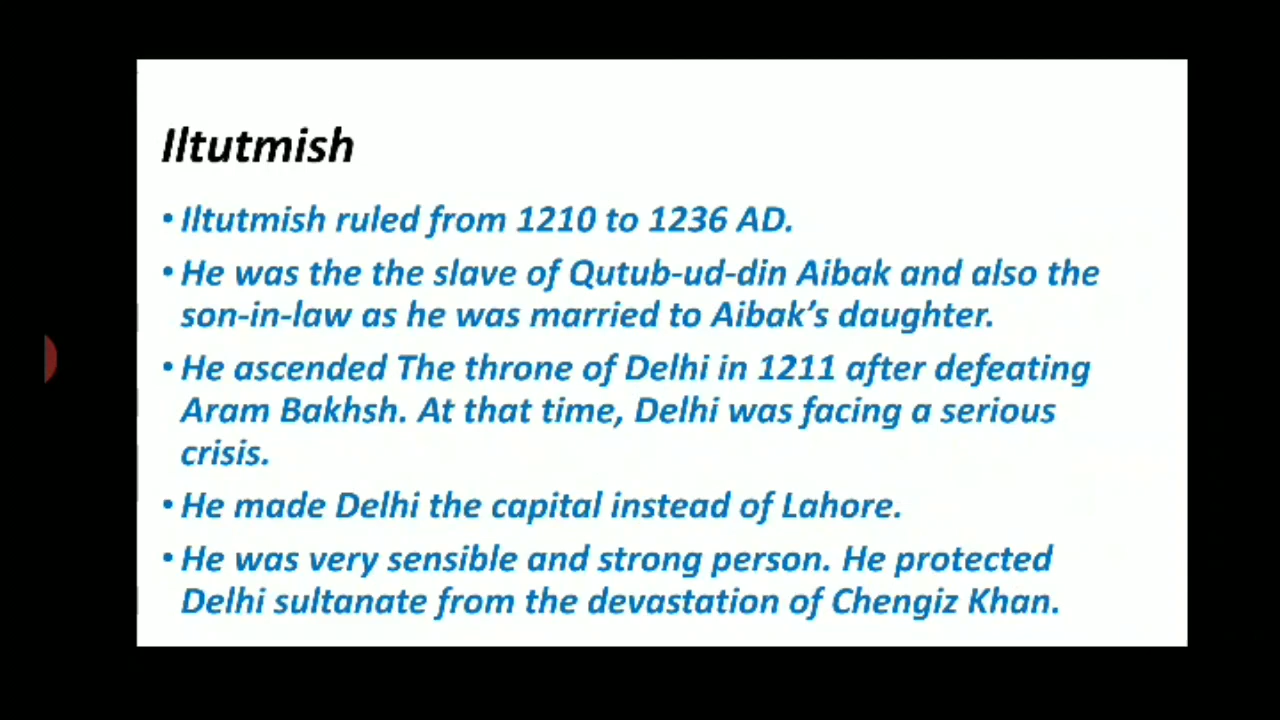 Iltutmish
• Iltutmish ruled from 1210 to 1236 AD.
• He was the the slave of Qutub-ud-din Aibak and also the
son-in-law as he was married to Aibak’s daughter.
• He ascended The throne of Delhi in 1211 after defeating
Aram Bakhsh. At that time, Delhi was facing a serious
crisis.
• He made Delhi the capital instead of Lahore.
• He was very sensible and strong person. He protected
Delhi sultanate from the devastation of Chengiz Khan.